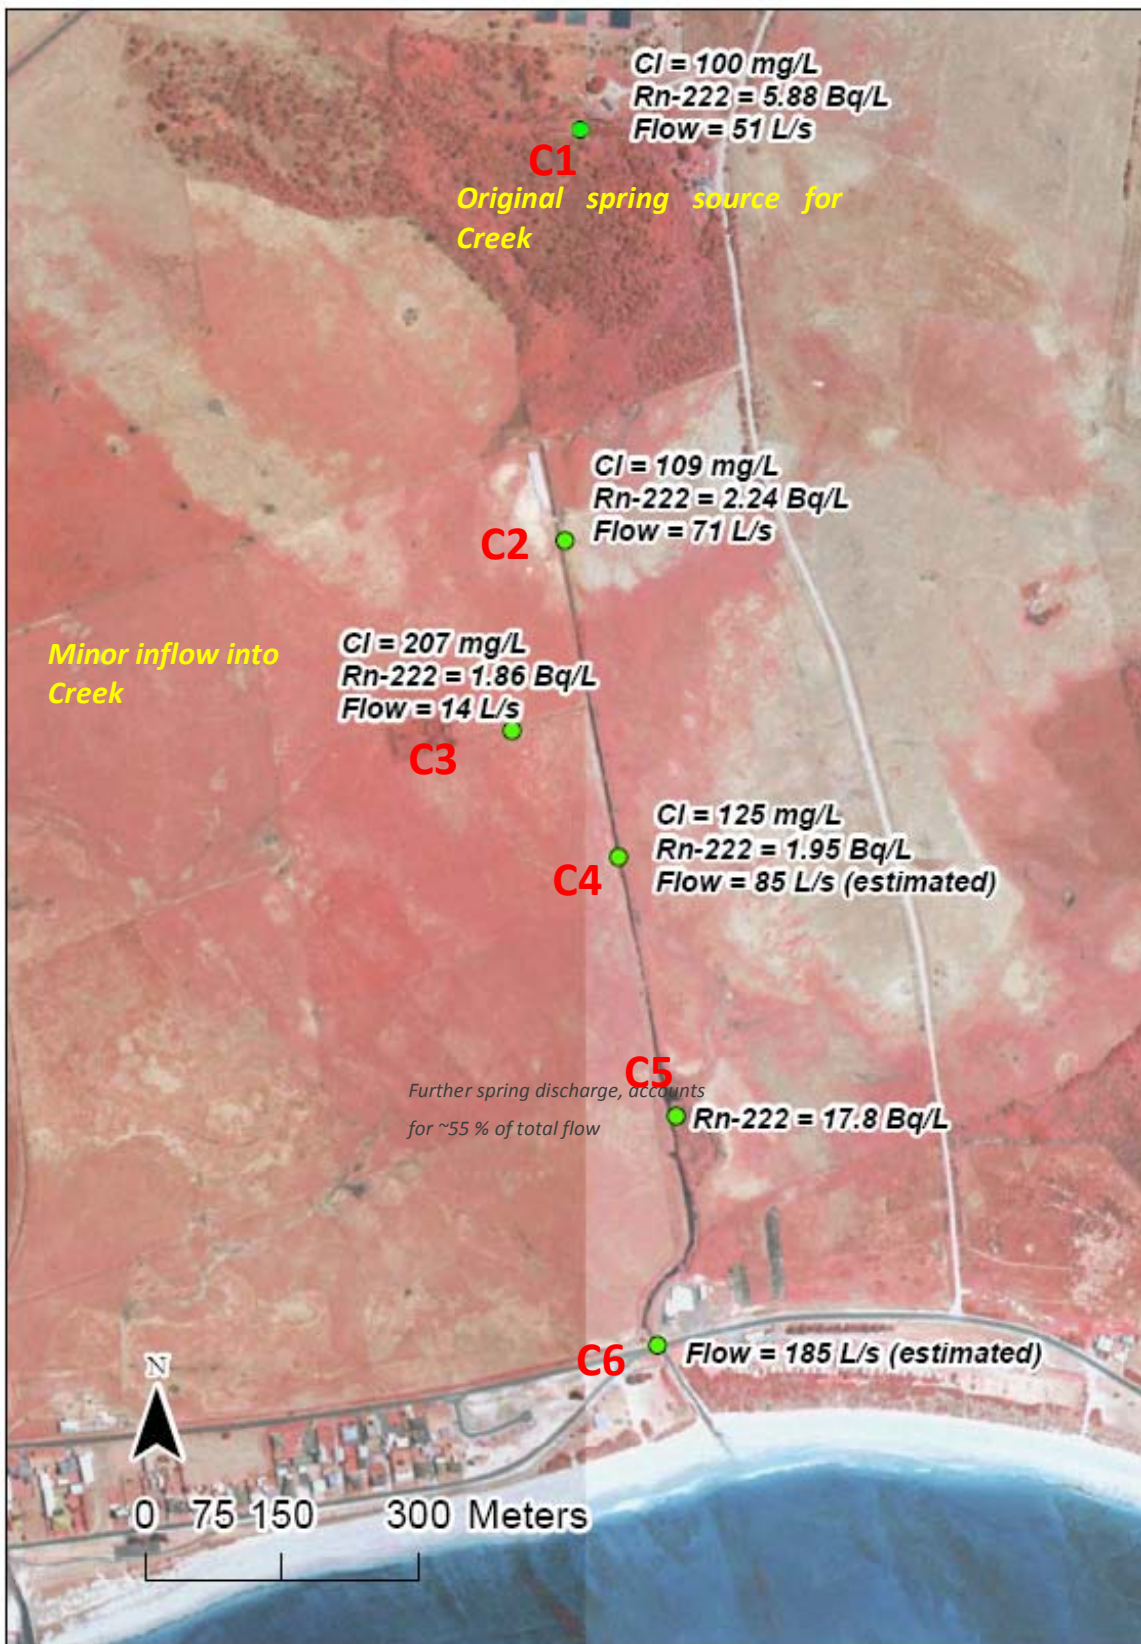 Cl = 100 mg/L
Rn-222 = 5.88 Bq/L
Flow = 51 L/s
C1
Original spring source for
Creek
Cl = 109 mg/L
Rn-222 = 2.24 Bq/L
Flow = 71 L/s
C2
Minor inflow into
Creek
Cl = 207 mg/L
Rn-222 = 1.86 Bq/L
Flow = 14 L/s
C3
Cl = 125 mg/L
Rn-222 = 1.95 Bq/L
Flow = 85 L/s (estimated)
C4
C5
Further spring discharge, accounts
for ~55 % of total flow
Rn-222 = 17.8 Bq/L
C6
Flow = 185 L/s (estimated)
N
0 75 150 300 Meters